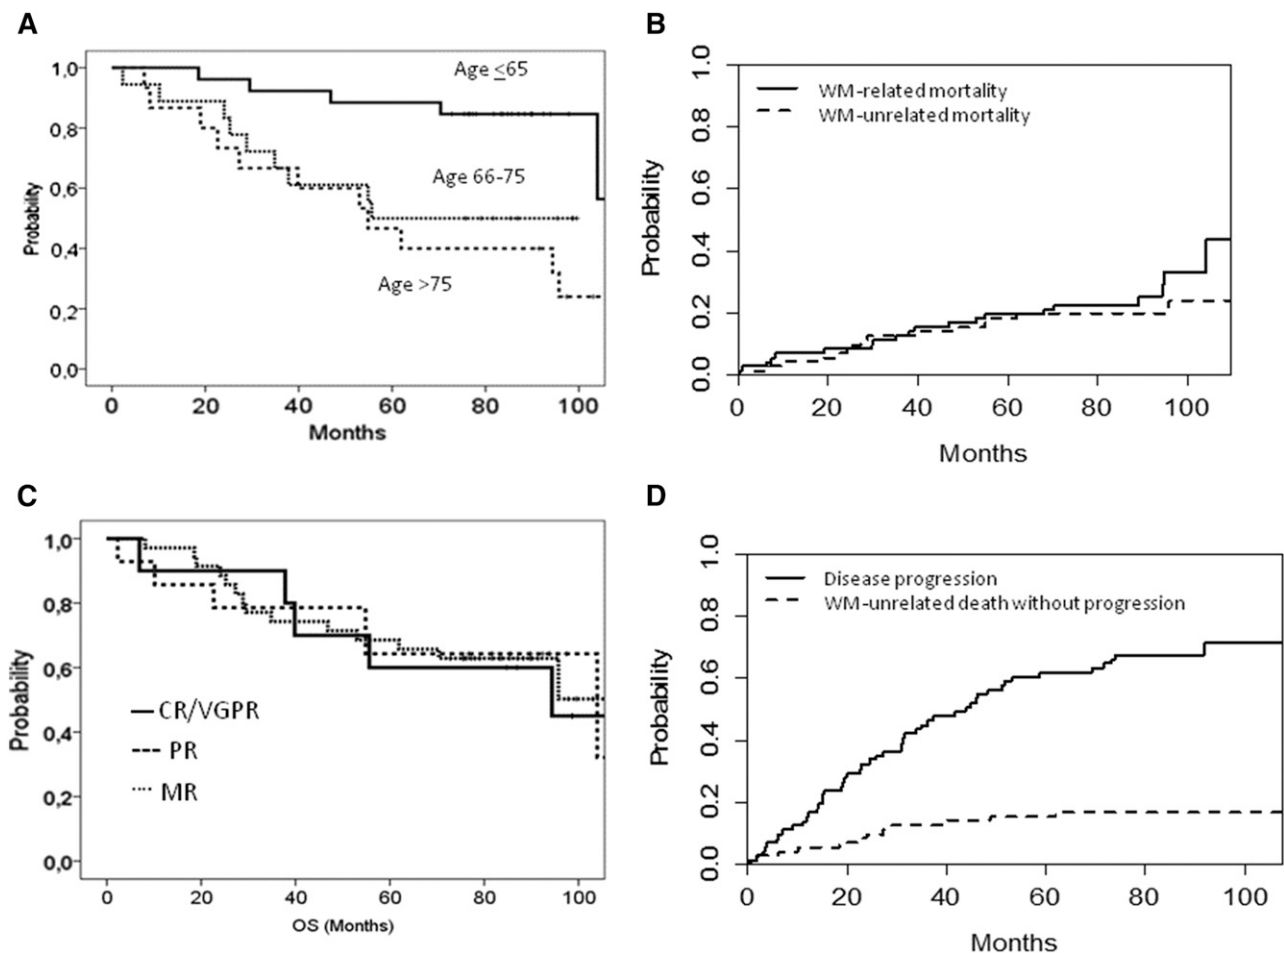 A
Age ≤65
Age 66-75
Age >75
1,0
0,8
0,6
0,4
0,2
0,0
Probability
0 20 40 60 80 100
Months
B
WM-related mortality
WM-unrelated mortality
1.0
0.8
0.6
0.4
0.2
0.0
Probability
0 20 40 60 80 100
Months
C
1,0
0,8
0,6
0,4
0,2
0,0
Probability
CR/VGPR
PR
MR
0 20 40 60 80 100
OS (Months)
D
Disease progression
WM-unrelated death without progression
1.0
0.8
0.6
0.4
0.2
0.0
Probability
0 20 40 60 80 100
Months